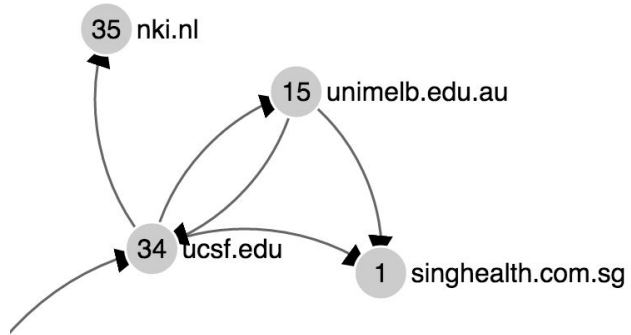 35 nki.nl
15 unimelb.edu.au
34 ucsf.edu
1 singhealth.com.sg